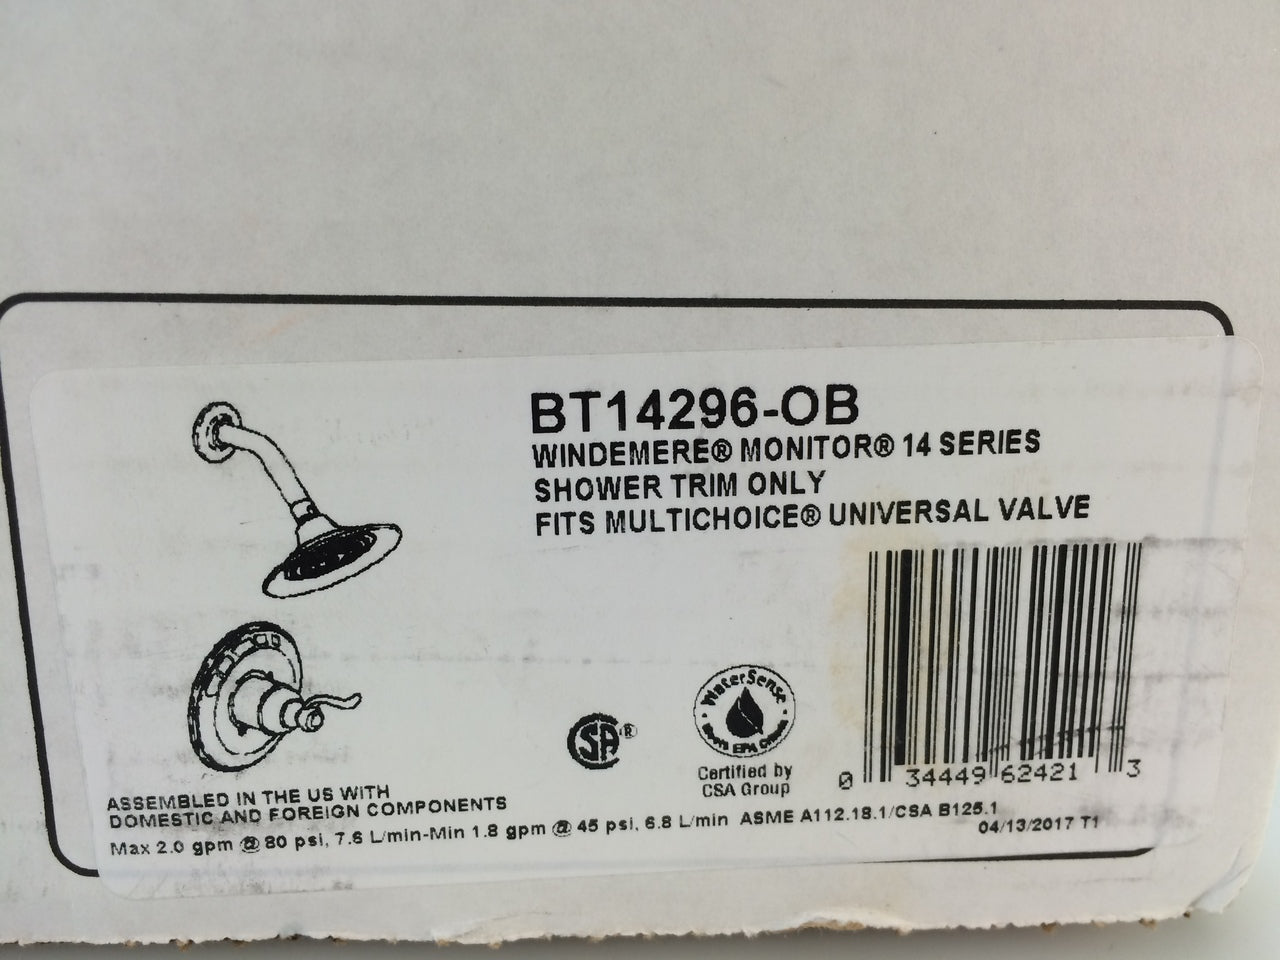 BT14296-OB
WINDEMERE® MONITOR® 14 SERIES
SHOWER TRIM ONLY
FITS MULTICHOICE® UNIVERSAL VALVE
SA®
WaterSense
EPA
Certified by
CSA Group
0 34449 62421 3
ASSEMBLED IN THE US WITH
DOMESTIC AND FOREIGN COMPONENTS
Max 2.0 gpm @ 80 psi, 7.6 L/min-Min 1.8 gpm @ 45 psi, 6.8 L/min ASME A112.18.1/CSA B125.1
04/13/2017 T1